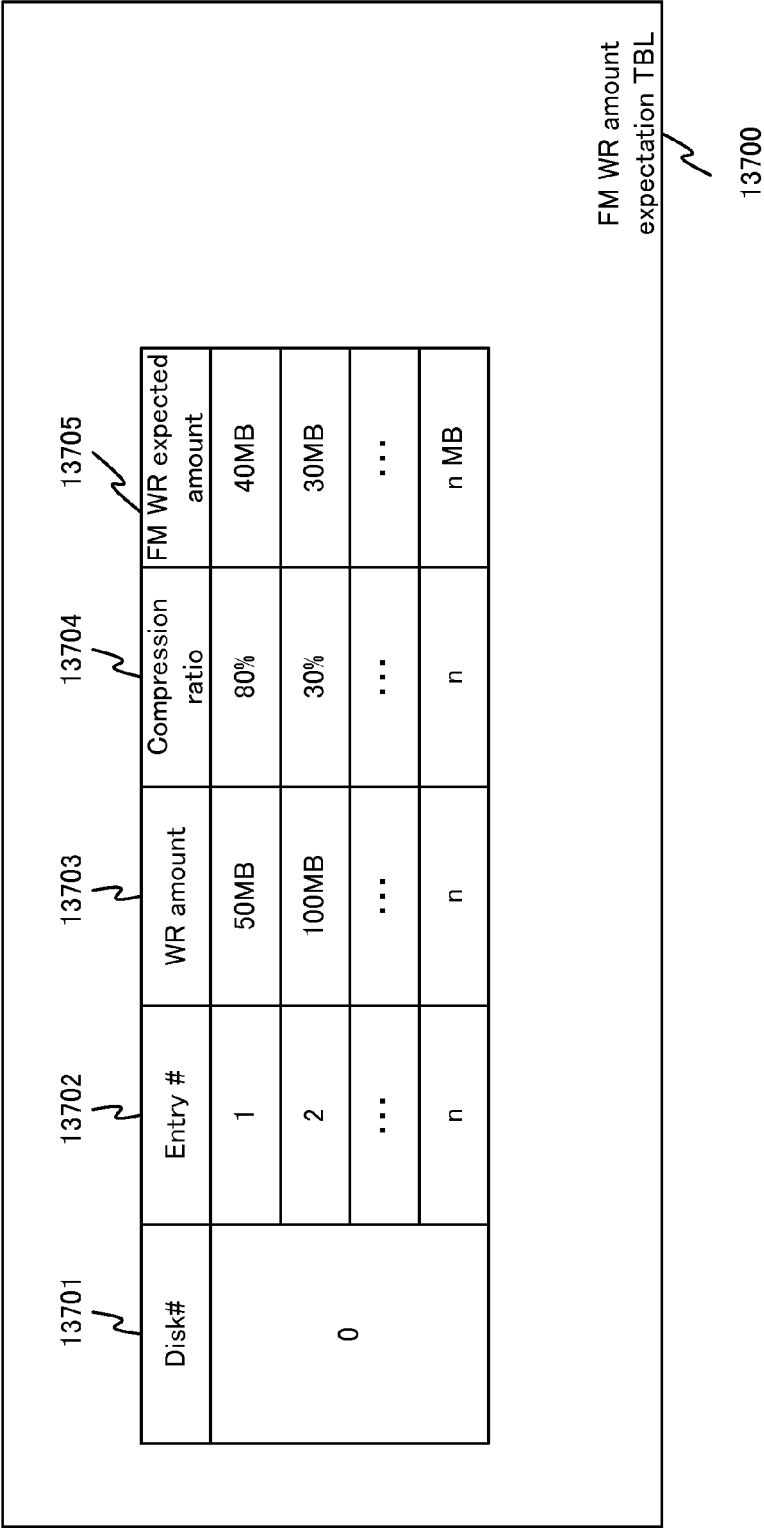 13701
13702
13703
13704
13705
Disk#
Entry #
WR amount
Compression
ratio
FM WR expected
amount
0
1
50MB
80%
40MB
2
100MB
30%
30MB
...
...
...
...
n
n
n
n MB
FM WR amount
expectation TBL
13700